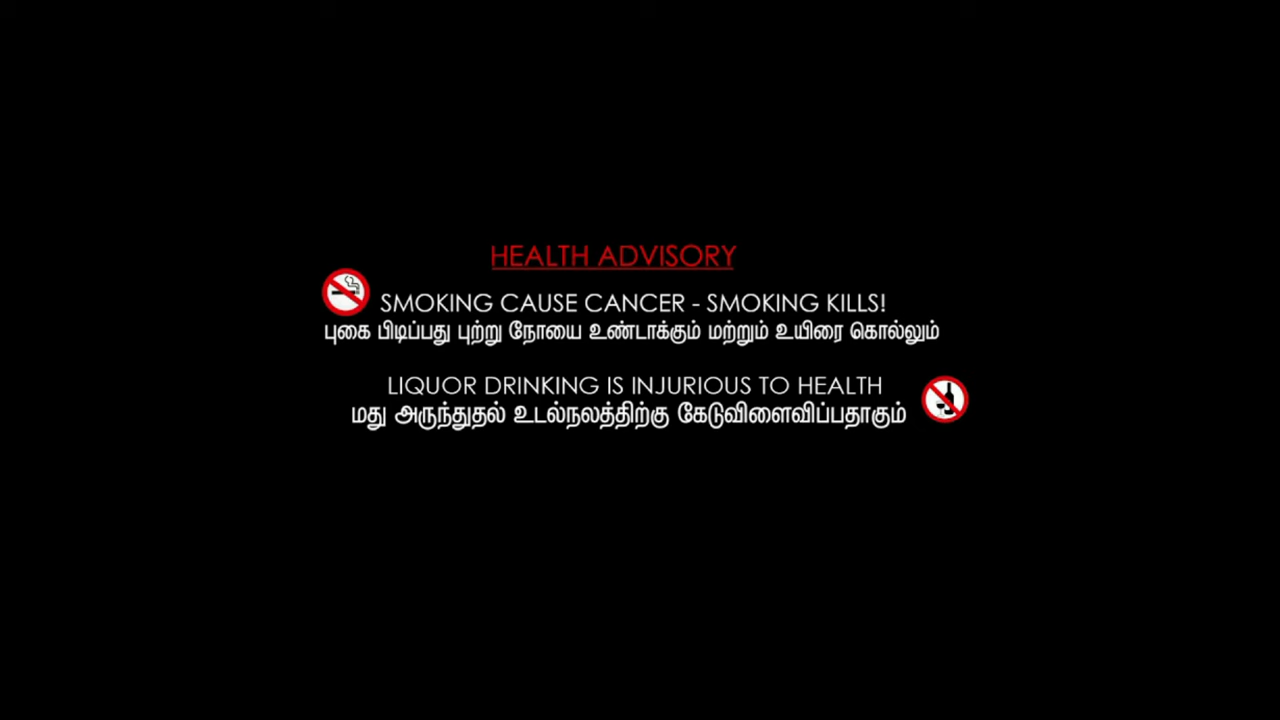 HEALTH ADVISORY
SMOKING CAUSE CANCER - SMOKING KILLS!
புகை பிடிப்பது புற்று நோயை உண்டாக்கும் மற்றும் உயிரை கொல்லும்
LIQUOR DRINKING IS INJURIOUS TO HEALTH
மது அருந்துதல் உடல்நலத்திற்கு கேடுவிளைவிப்பதாகும்